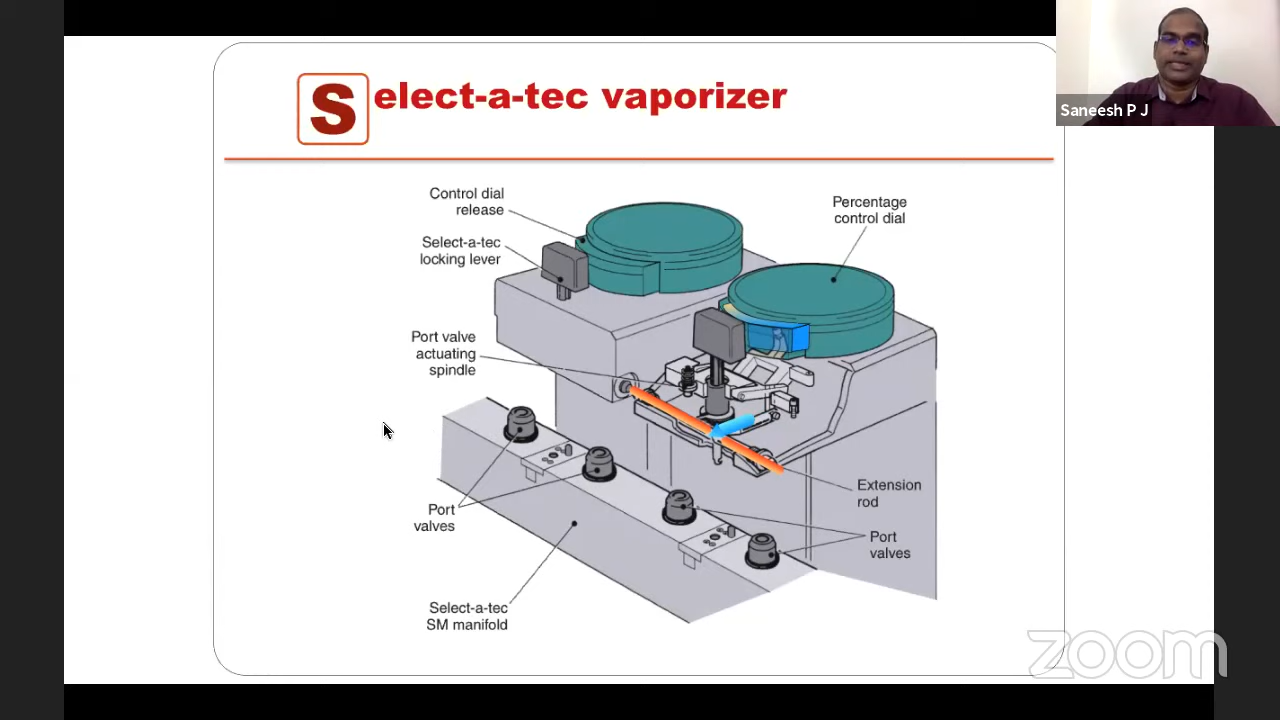 Select-a-tec vaporizer
Saneesh P J
Control dial
release
Select-a-tec
locking lever
Percentage
control dial
Port valve
actuating
spindle
Extension
rod
Port
valves
Port
valves
Select-a-tec
SM manifold
zoom